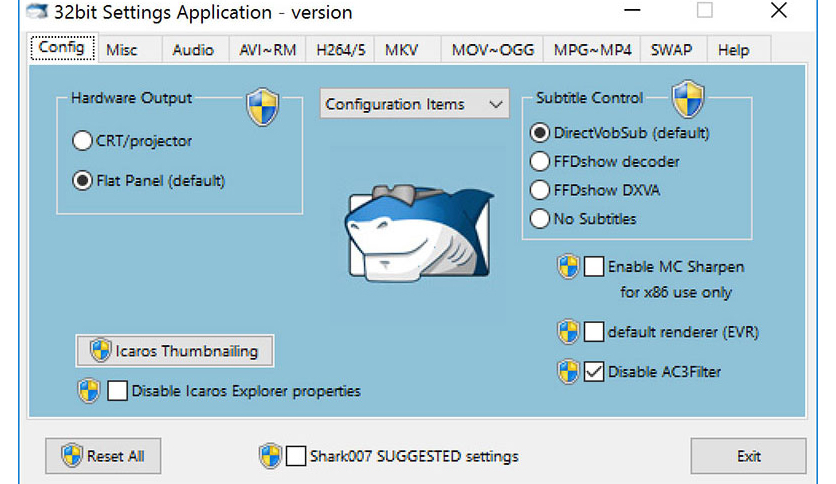 32bit Settings Application - version
Config Misc Audio AVI~RM H264/5 MKV MOV~OGG MPG~MP4 SWAP Help
Hardware Output
CRT/projector
Flat Panel (default)
Configuration Items
Subtitle Control
DirectVobSub (default)
FFDshow decoder
FFDshow DXVA
No Subtitles
Enable MC Sharpen
for x86 use only
default renderer (EVR)
Disable AC3Filter
Icaros Thumbnailing
Disable Icaros Explorer properties
Reset All
Shark007 SUGGESTED settings
Exit